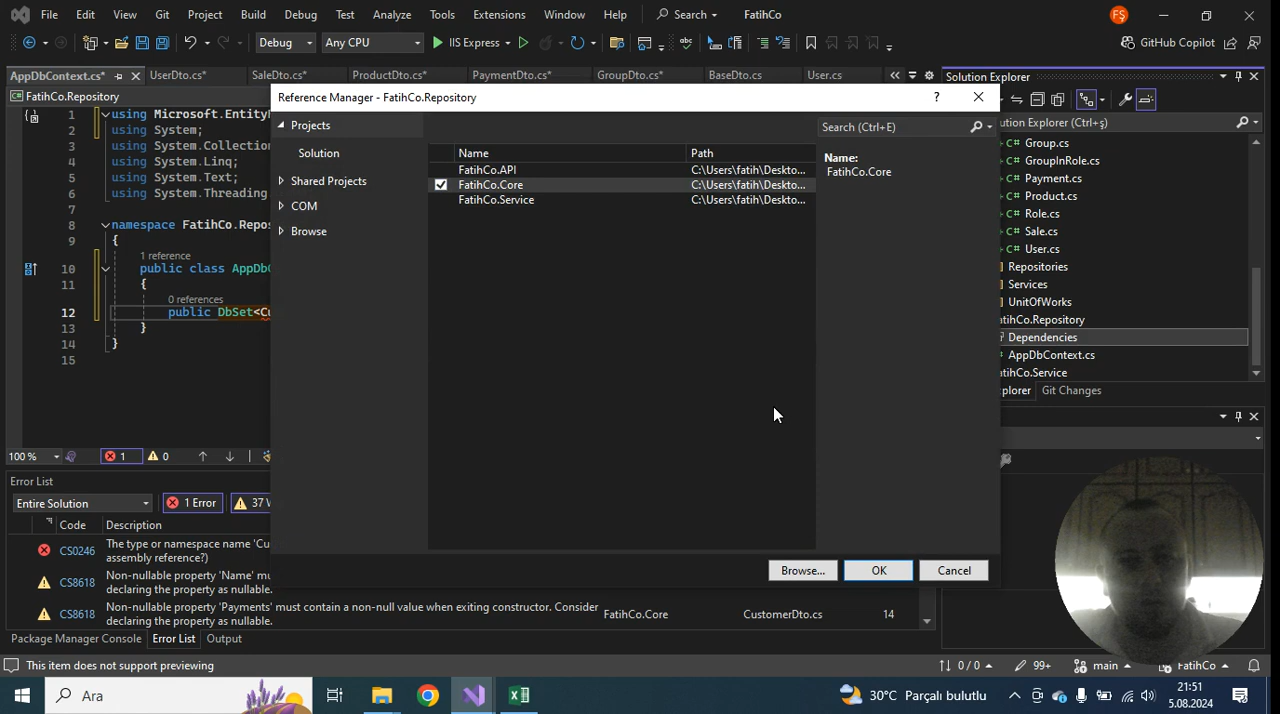 File Edit View Git Project Build Debug Test Analyze Tools Extensions Window Help Search FatihCo FŞ
Debug Any CPU IIS Express GitHub Copilot
AppDbContext.cs* UserDto.cs* SaleDto.cs* ProductDto.cs* PaymentDto.cs* GroupDto.cs* BaseDto.cs User.cs Solution Explorer
FatihCo.Repository
Reference Manager - FatihCo.Repository
Projects
Solution
Shared Projects
COM
Browse
Name Path
FatihCo.API C:\Users\fatih\Deskto...
FatihCo.Core C:\Users\fatih\Deskto...
FatihCo.Service C:\Users\fatih\Deskto...
Search (Ctrl+E)
Name:
FatihCo.Core
Browse... OK Cancel
1 using Microsoft.EntityF
2 using System;
3 using System.Collection
4 using System.Linq;
5 using System.Text;
6 using System.Threading
7
8 namespace FatihCo.Repos
9 {
1 reference
10 public class AppDbC
11 {
0 references
12 public DbSet<Cu
13 }
14 }
15
100 % 1 0
ution Explorer (Ctrl+ş)
C# Group.cs
C# GroupInRole.cs
C# Payment.cs
C# Product.cs
C# Role.cs
C# Sale.cs
C# User.cs
Repositories
Services
UnitOfWorks
atihCo.Repository
Dependencies
AppDbContext.cs
atihCo.Service
xplorer Git Changes
Error List
Entire Solution 1 Error 37 W
Code Description
CS0246 The type or namespace name 'Cu
assembly reference?)
CS8618 Non-nullable property 'Name' mu
declaring the property as nullable.
CS8618 Non-nullable property 'Payments' must contain a non-null value when exiting constructor. Consider
declaring the property as nullable. FatihCo.Core CustomerDto.cs 14
Package Manager Console Error List Output
This item does not support previewing 0 / 0 99+ main FatihCo
Ara 30°C Parçalı bulutlu 21:51
5.08.2024